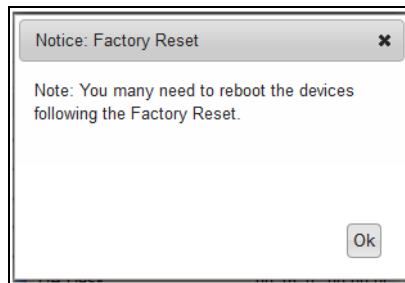 Notice: Factory Reset
Note: You many need to reboot the devices
following the Factory Reset.
Ok